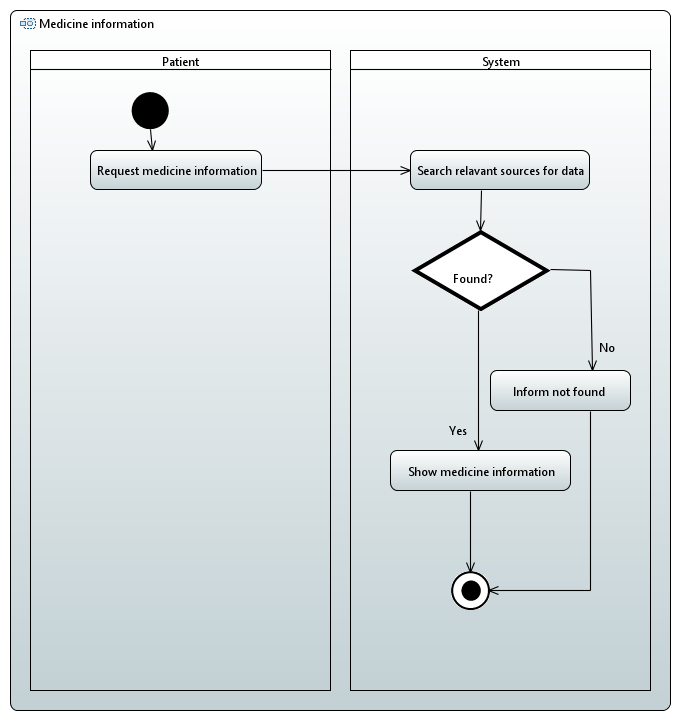 Medicine information
Patient
System
Request medicine information
Search relavant sources for data
Found?
No
Inform not found
Yes
Show medicine information